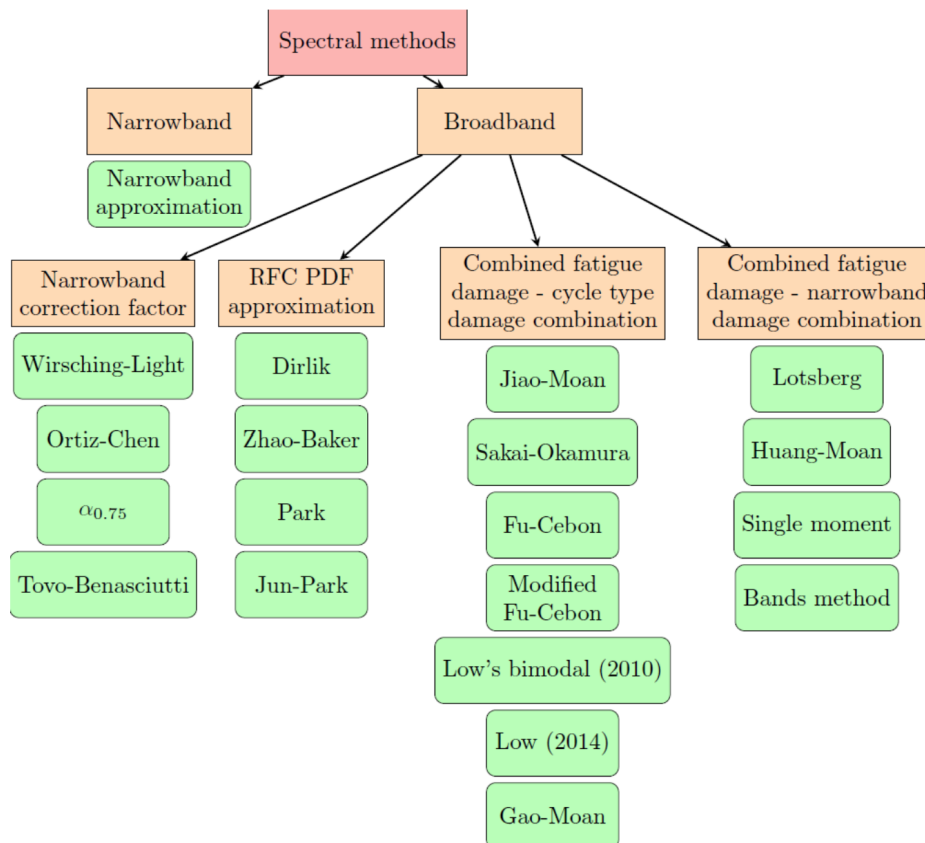 Spectral methods
Narrowband
Broadband
Narrowband
approximation
Narrowband
correction factor
RFC PDF
approximation
Combined fatigue
damage - cycle type
damage combination
Combined fatigue
damage - narrowband
damage combination
Wirsching-Light
Ortiz-Chen
α0.75
Tovo-Benasciutti
Dirlik
Zhao-Baker
Park
Jun-Park
Jiao-Moan
Sakai-Okamura
Fu-Cebon
Modified
Fu-Cebon
Low's bimodal (2010)
Low (2014)
Gao-Moan
Lotsberg
Huang-Moan
Single moment
Bands method